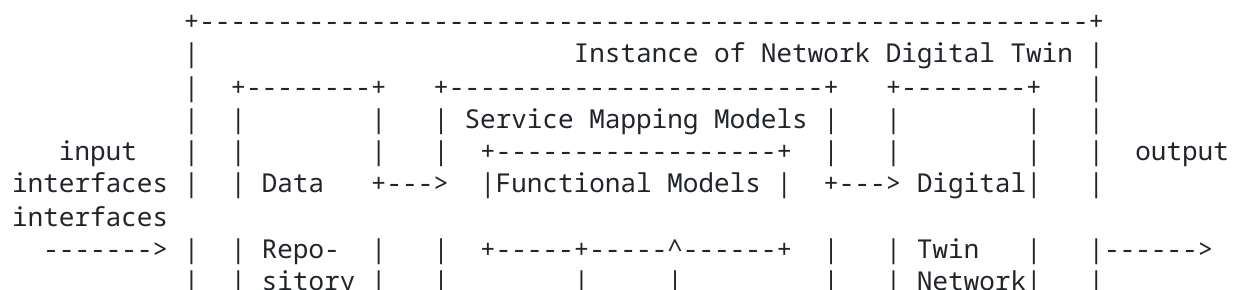 +---------------------------------------------------------+
|                        Instance of Network Digital Twin |
|  +--------+   +------------------------+   +--------+   |
|  |        |   | Service Mapping Models |   |        |   |
input   |  |        |   |  +------------------+  |   |        |   |  output
interfaces |  | Data   +--->  |Functional Models |  +---> Digital|   |
interfaces
-------> |  | Repo-  |   |  +-----+-----^------+  |   | Twin   |   |------>
|  | sitory |   |        |     |         |   | Network|   |